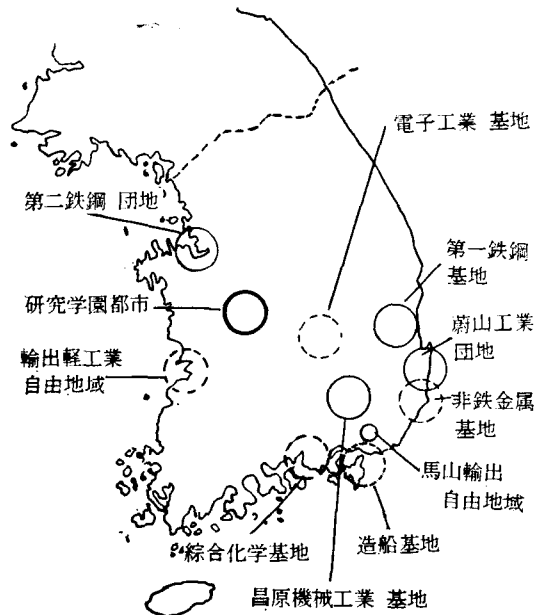 電子工業 基地
第二鉄鋼 団地
第一鉄鋼
基地
研究学園都市
蔚山工業
団地
輸出軽工業
自由地域
非鉄金属
基地
馬山輸出
自由地域
造船基地
綜合化学基地
昌原機械工業 基地